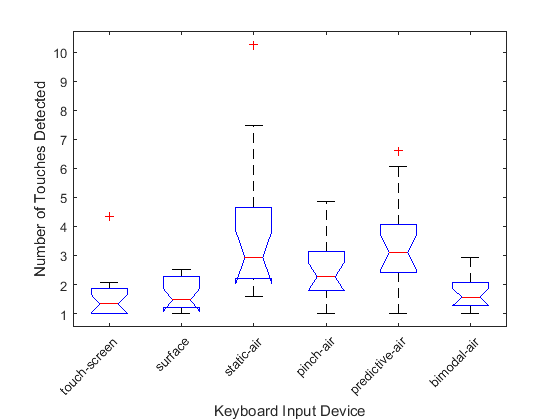 Number of Touches Detected
10
9
8
7
6
5
4
3
2
1
touch-screen
surface
static-air
pinch-air
predictive-air
bimodal-air
Keyboard Input Device